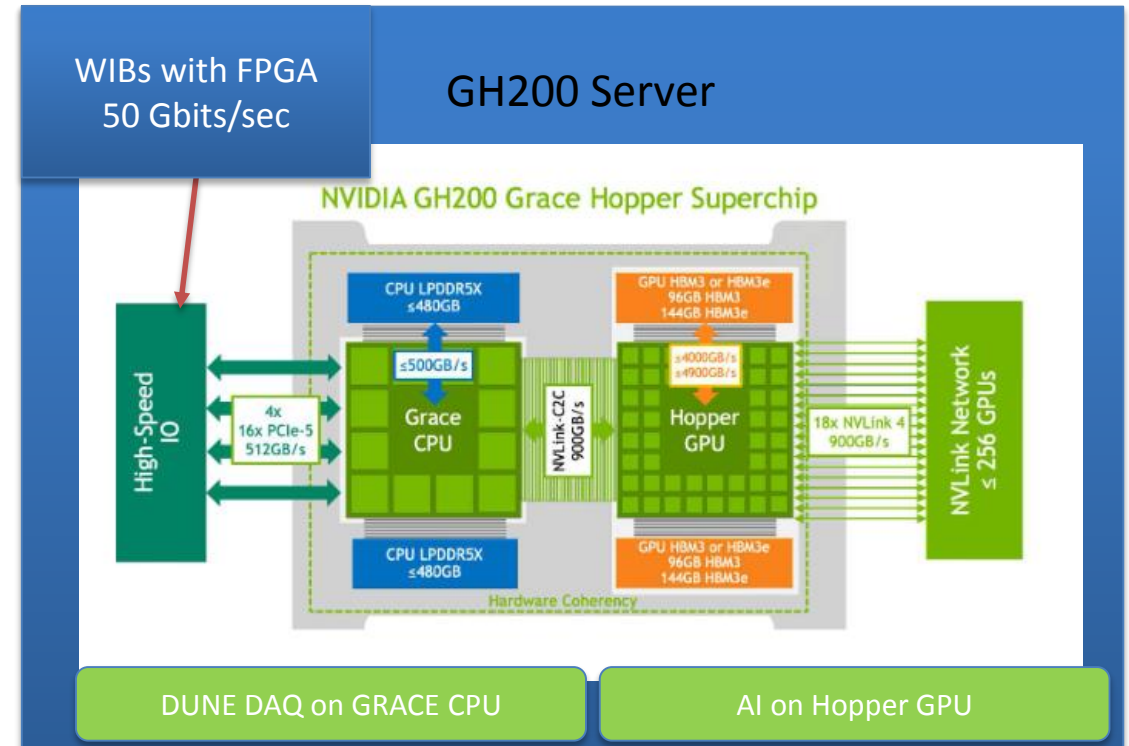 WIBs with FPGA
50 Gbits/sec
GH200 Server
NVIDIA GH200 Grace Hopper Superchip
High-Speed
IO
4x
16x PCIe-5
512GB/s
CPU LPDDR5X
≤480GB
≤500GB/s
Grace
CPU
CPU LPDDR5X
≤480GB
NVLink-C2C
900GB/s
GPU HBM3 or HBM3e
96GB HBM3
144GB HBM3e
≤4000GB/s
≤4900GB/s
Hopper
GPU
GPU HBM3 or HBM3e
96GB HBM3
144GB HBM3e
18x NVLink 4
900GB/s
NVLink Network
≤ 256 GPUs
Hardware Coherency
DUNE DAQ on GRACE CPU
AI on Hopper GPU